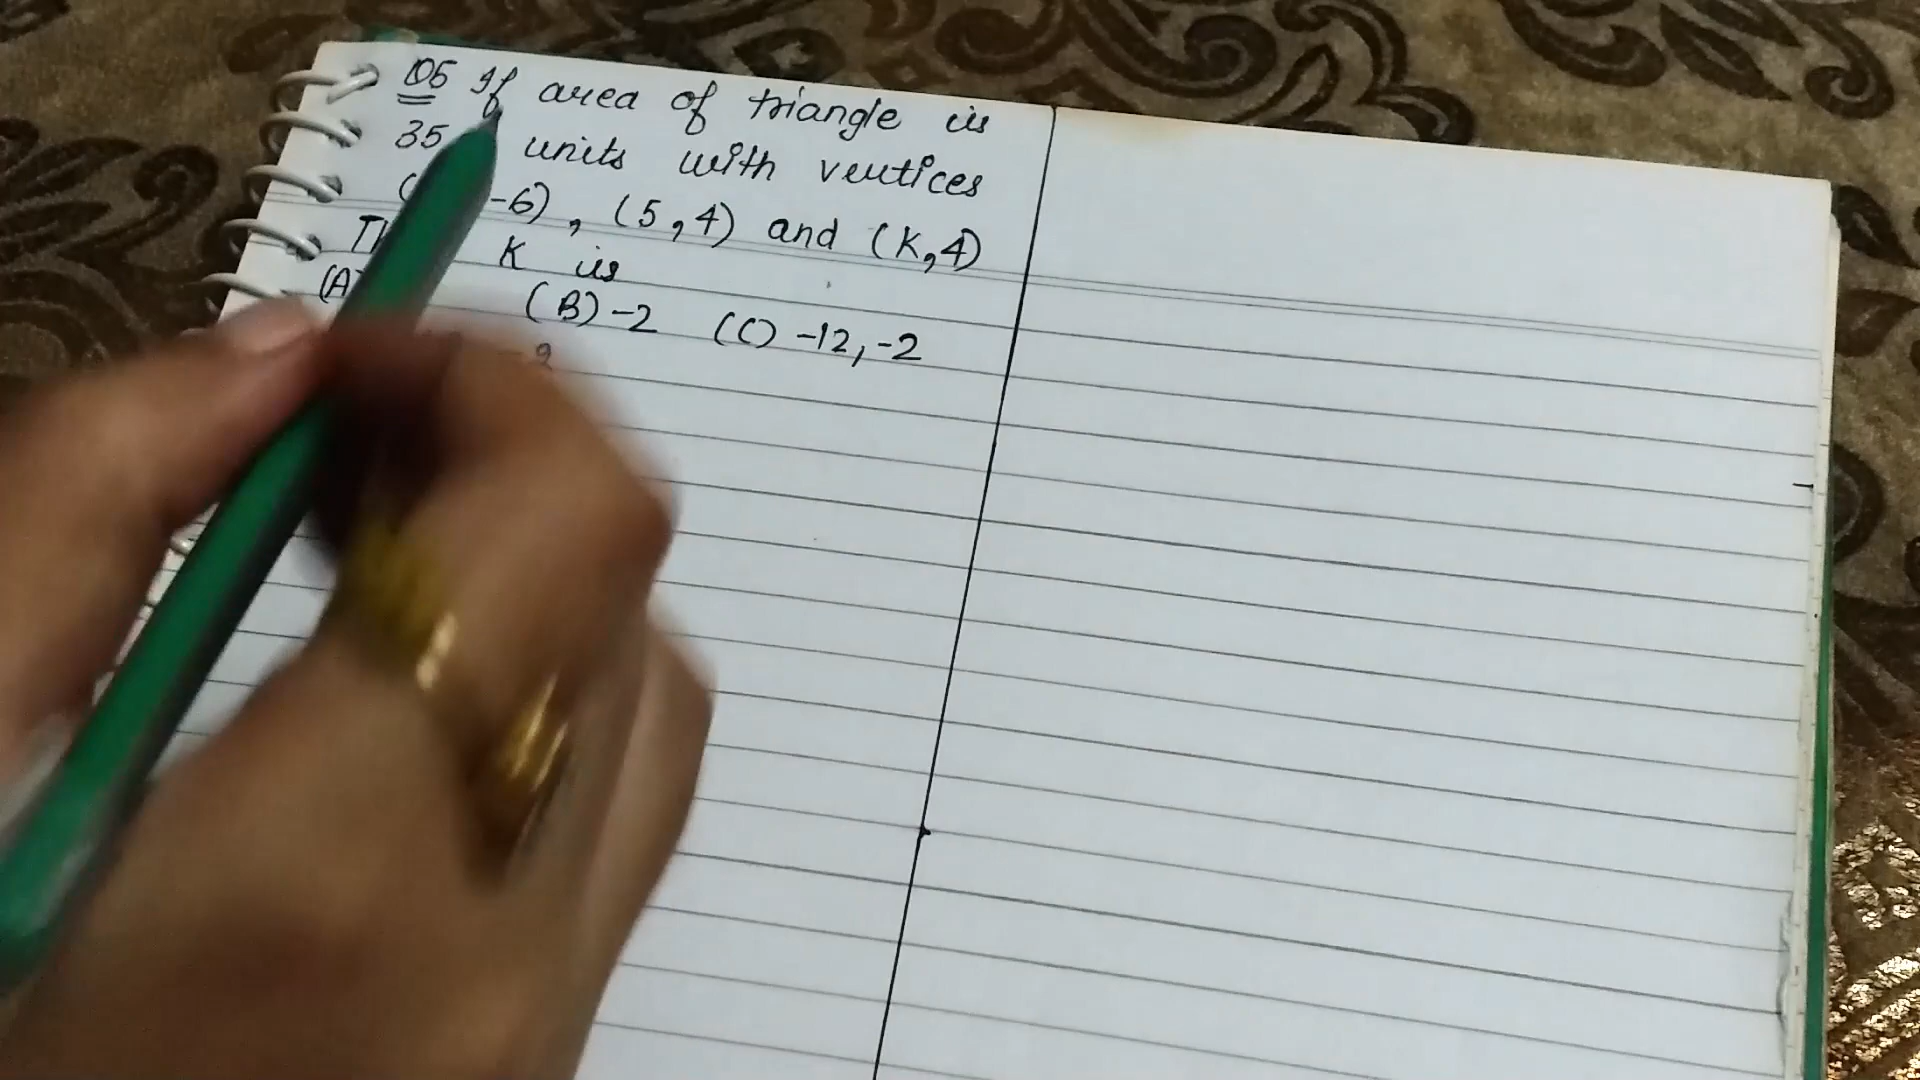 Q5 If area of triangle is
35 units with vertices
( -6), (5,4) and (K,4)
K is
(A) (B) -2 (C) -12, -2